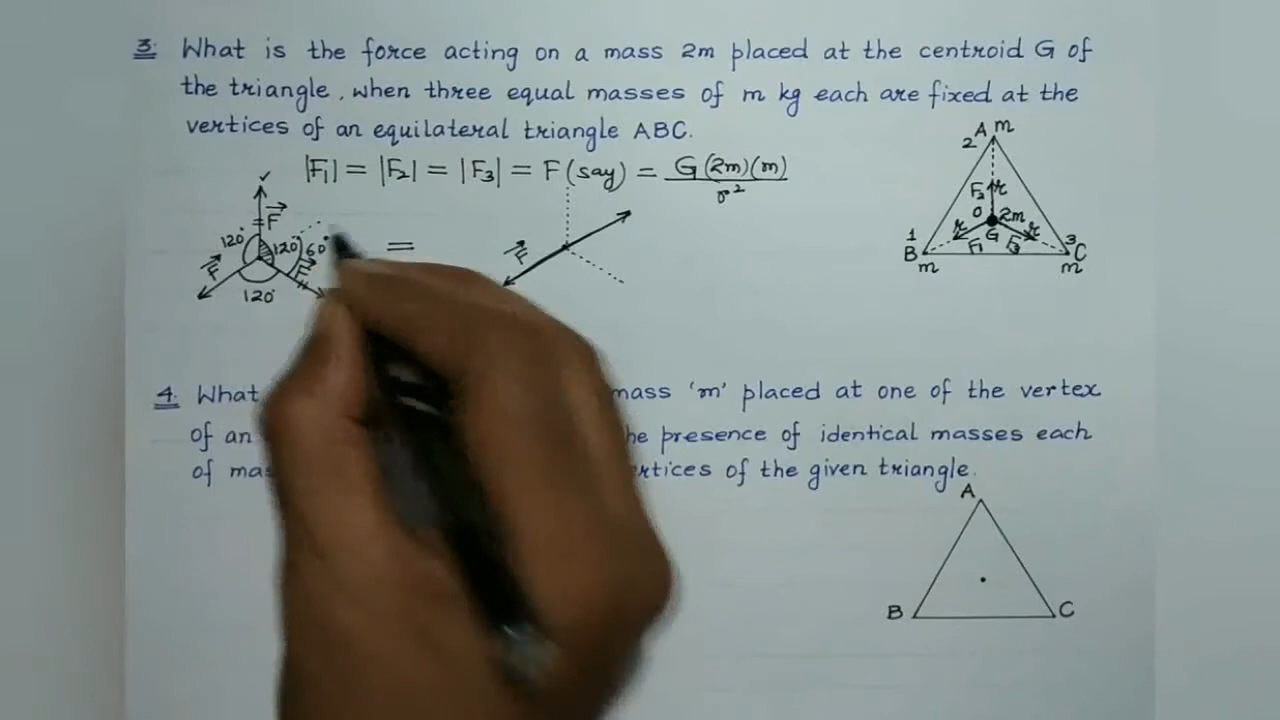 3. What is the force acting on a mass 2m placed at the centroid G of
the triangle, when three equal masses of m kg each are fixed at the
vertices of an equilateral triangle ABC.
|F₁| = |F₂| = |F₃| = F (say) = G(2m)(m)
r²
F
120°
120°
60°
F
F
120°
=
F
2 A m
F₂ r
O 2m
r G r
F₁ F₃
1
B
m
3
C
m
4. What mass 'm' placed at one of the vertex
of an he presence of identical masses each
of mas rtices of the given triangle.
A
B
C